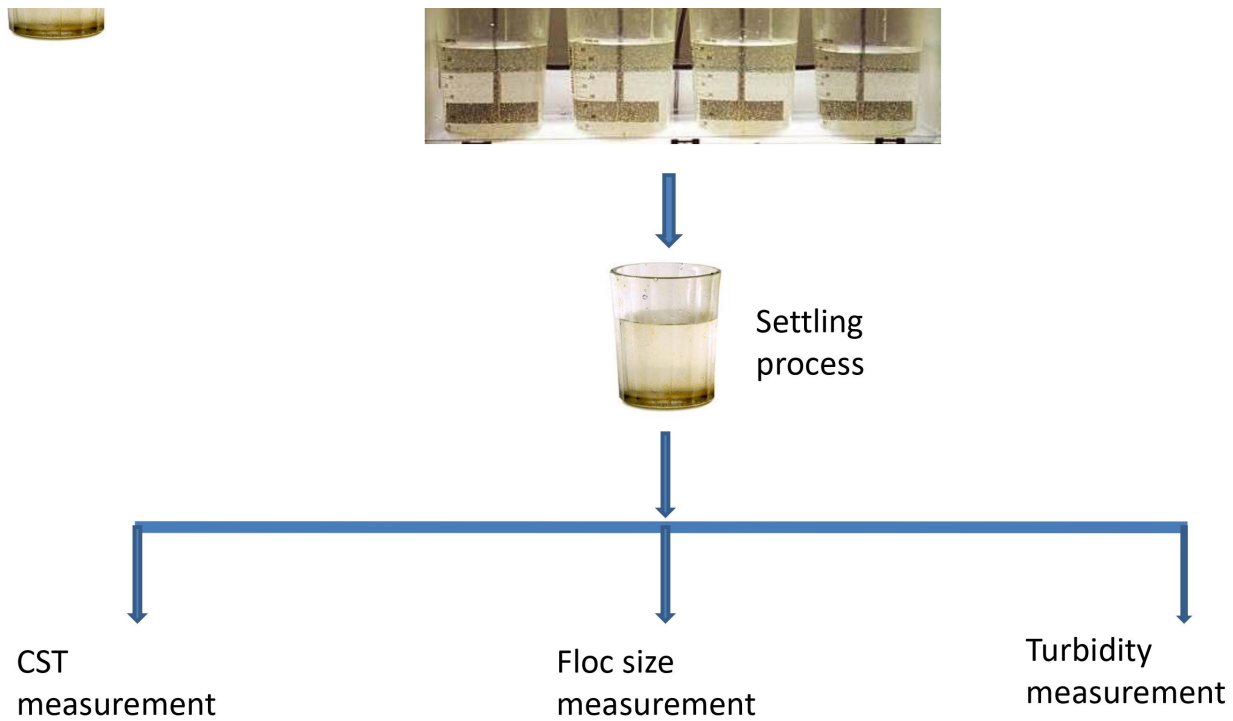 Settling
process
CST
measurement
Floc size
measurement
Turbidity
measurement